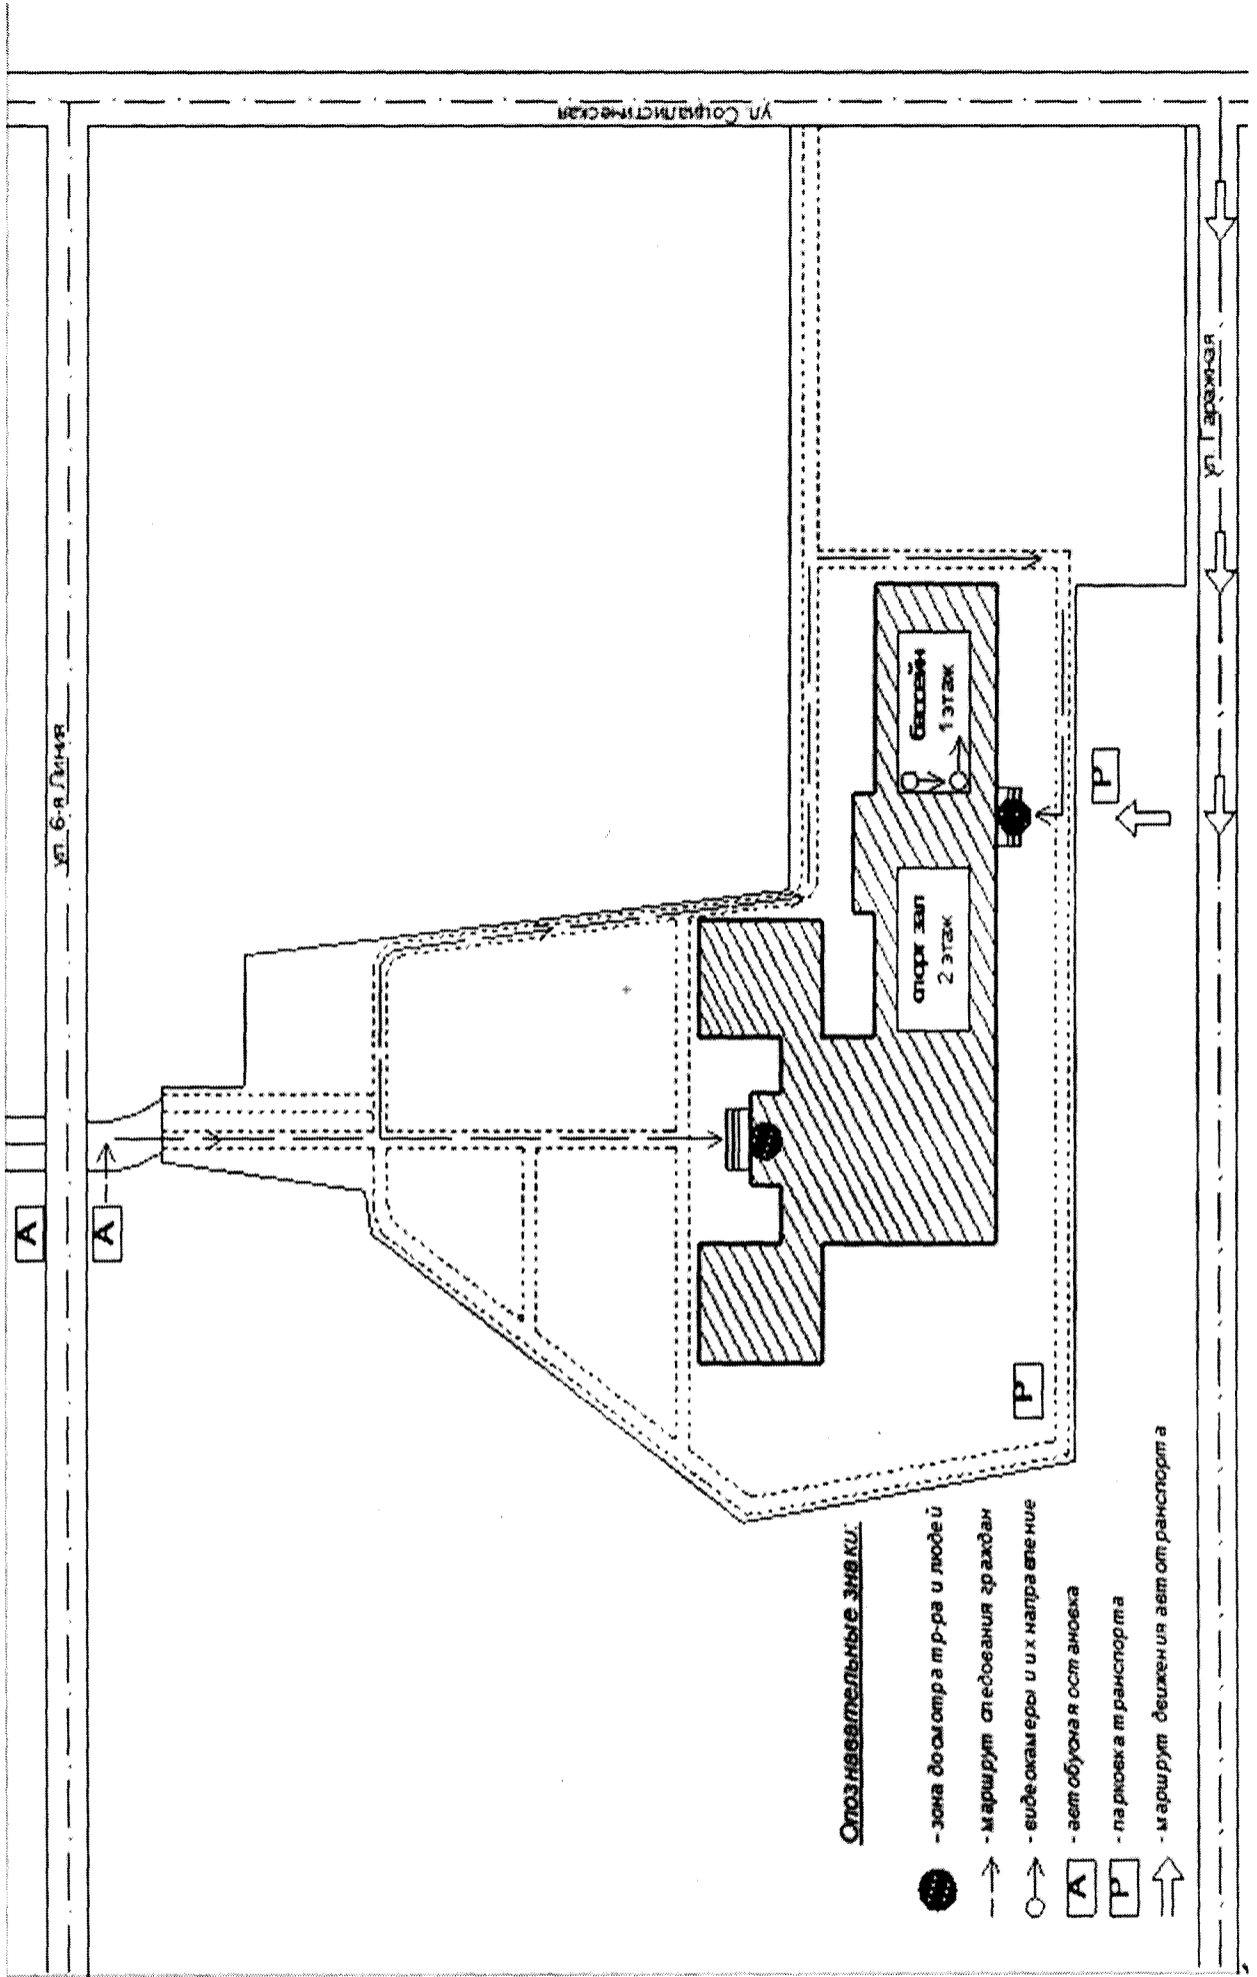 ул. Социалистическая
ул. 6-я Линия
ул. Гаражная
бассейн
1 этаж
спорт зал
2 этаж
А
А
Р
Р
Опознавательные знаки:
- зона досмотра тр-ра и людей
- маршрут следования граждан
- видеокамеры и их направление
А - автобусная остановка
Р - парковка транспорта
- маршрут движения автотранспорта